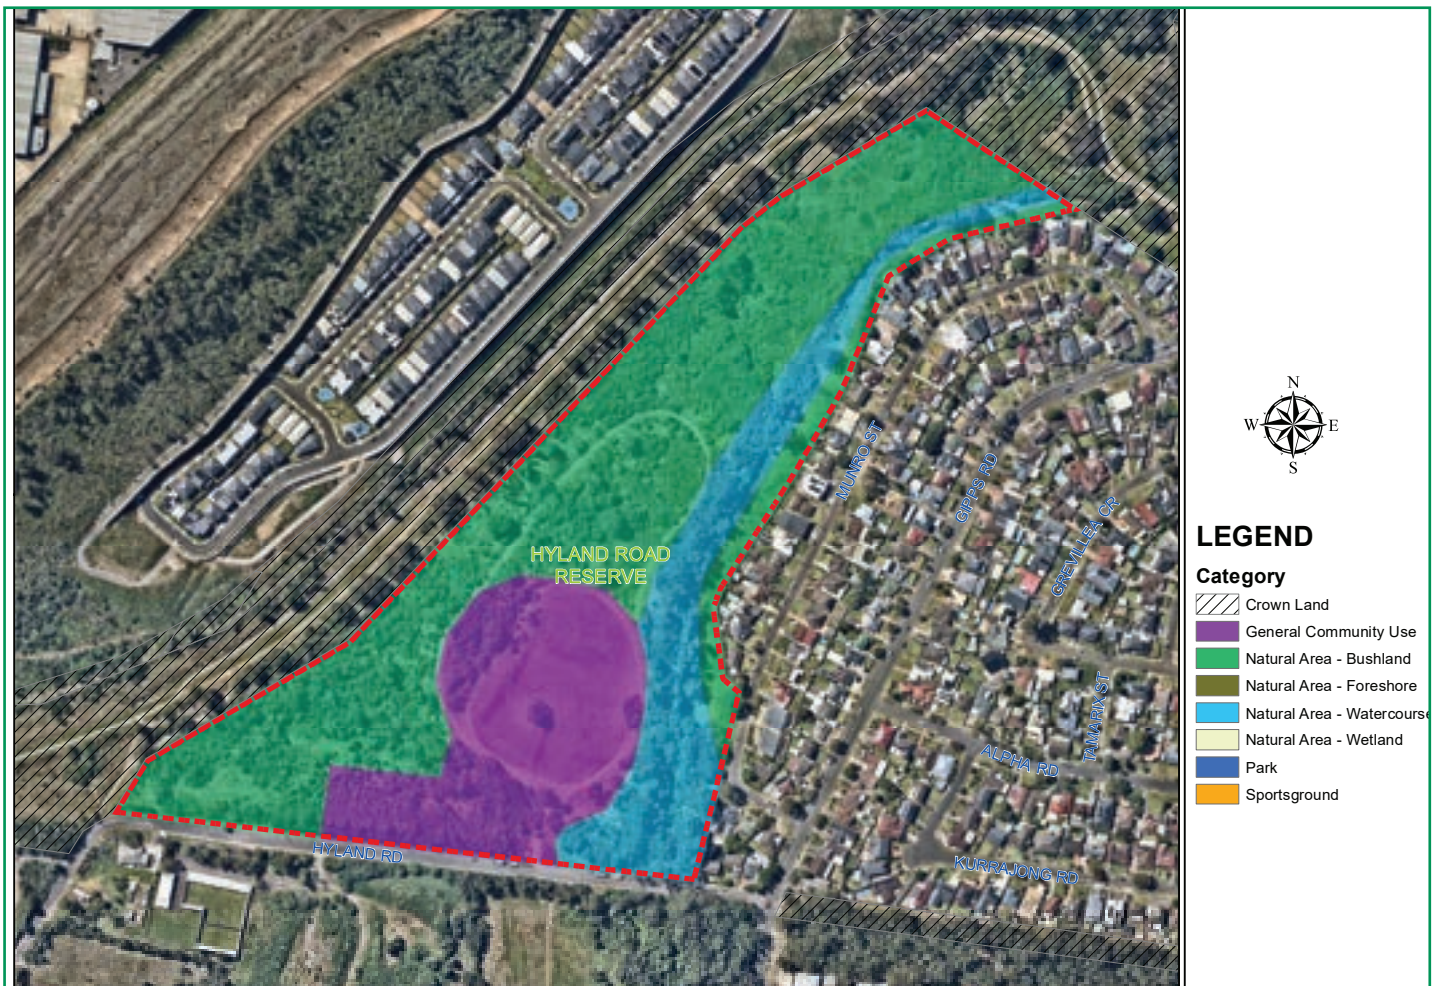 HYLAND ROAD
RESERVE
MUNRO ST
GIPPS RD
GREVILLEA CR
TAMARIX ST
ALPHA RD
KURRAJONG RD
HYLAND RD
N
W E
S
LEGEND
Category
Crown Land
General Community Use
Natural Area - Bushland
Natural Area - Foreshore
Natural Area - Watercourse
Natural Area - Wetland
Park
Sportsground